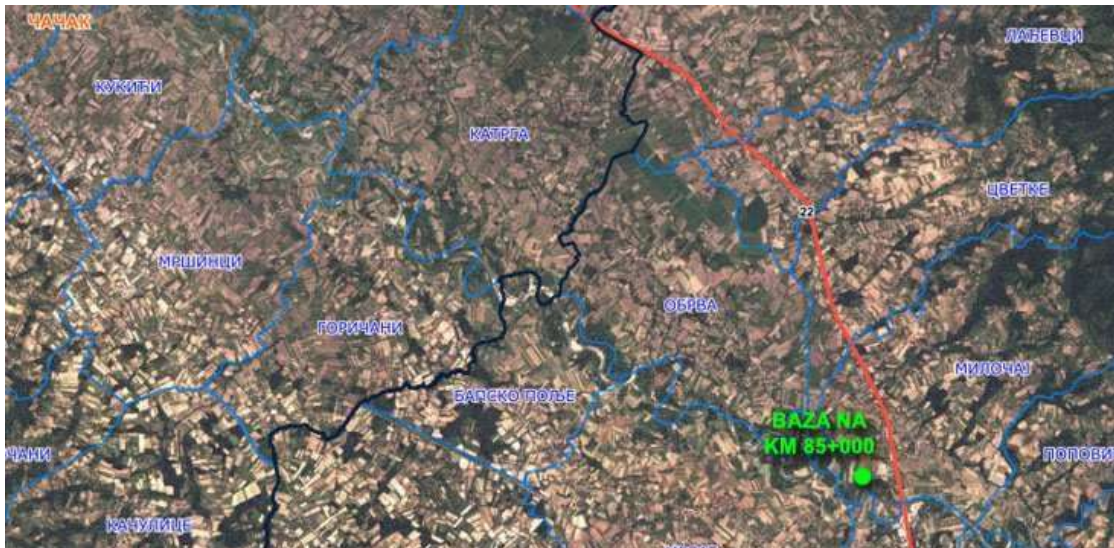 ЧАЧАК
ЛАЂЕВЦИ
КУКИЋИ
КАТРГА
ЦВЕТКЕ
22
МРШИНЦИ
ОБРВА
ГОРИЧАНИ
МИЛОЧАЈ
БАПСКО ПОЉЕ
BAZA NA
KM 85+000
ЧАНИ
ПОПОВИ
КАЧУЛИЦЕ